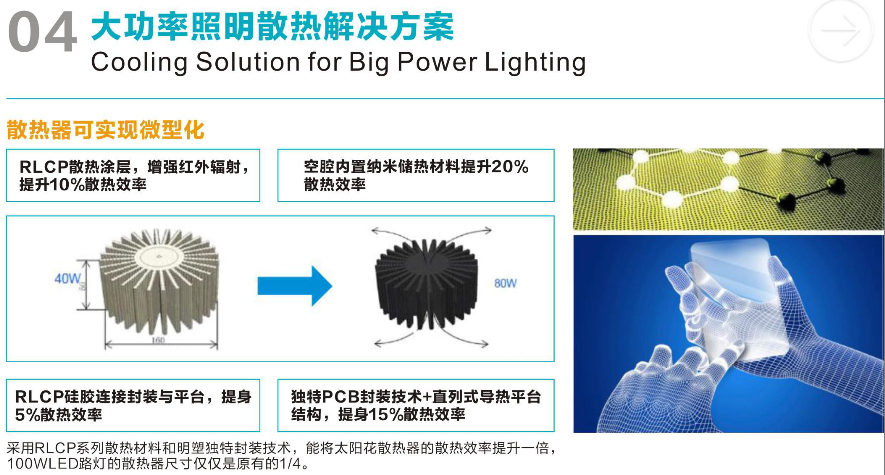 04 大功率照明散热解决方案
Cooling Solution for Big Power Lighting
散热器可实现微型化
RLCP散热涂层，增强红外辐射，
提升10%散热效率
空腔内置纳米储热材料提升20%
散热效率
40W
160
80W
RLCP硅胶连接封装与平台，提身
5%散热效率
独特PCB封装技术+直列式导热平台
结构，提身15%散热效率
采用RLCP系列散热材料和明塑独特封装技术，能将太阳花散热器的散热效率提升一倍，
100WLED路灯的散热器尺寸仅仅是原有的1/4。